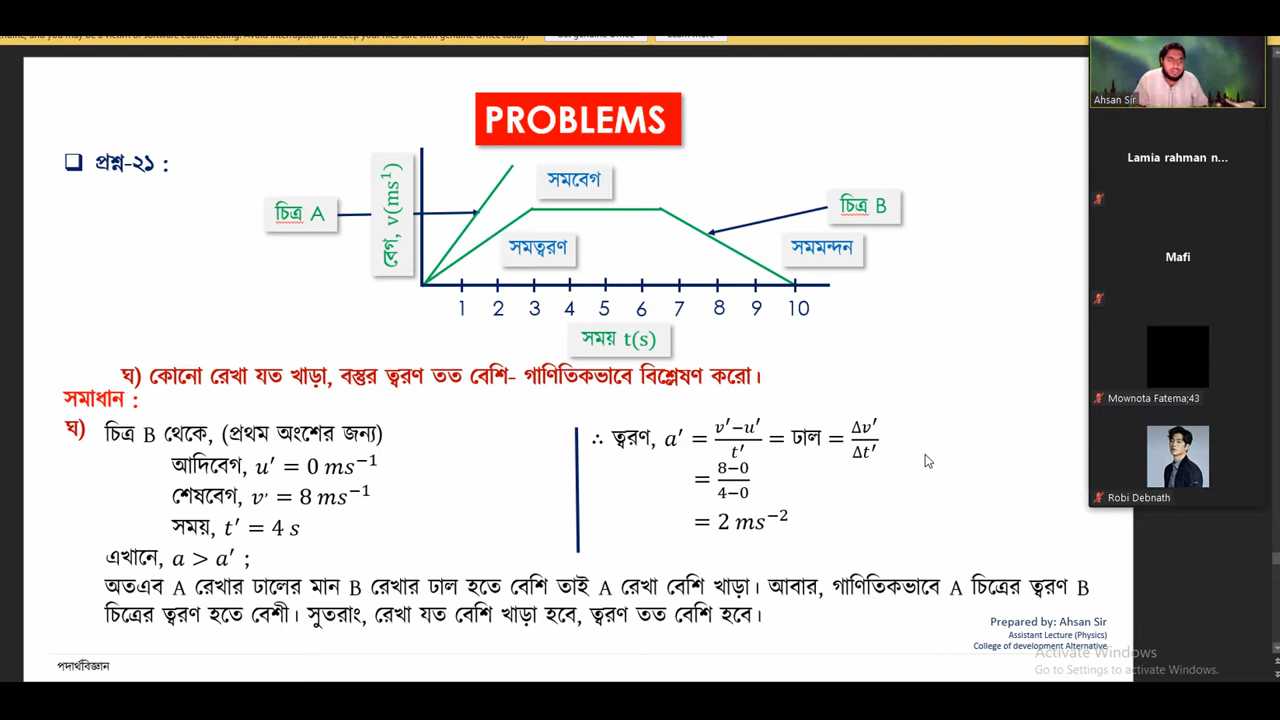 PROBLEMS
❑ প্রশ্ন-২১ :
চিত্র A
বেগ, v(ms¹)
সমবেগ
চিত্র B
সমত্বরণ
সমমন্দন
1 2 3 4 5 6 7 8 9 10
সময় t(s)
ঘ) কোনো রেখা যত খাড়া, বস্তুর ত্বরণ তত বেশি- গাণিতিকভাবে বিশ্লেষণ করো।
সমাধান :
ঘ) চিত্র B থেকে, (প্রথম অংশের জন্য)
আদিবেগ, u′ = 0 ms⁻¹
শেষবেগ, v’ = 8 ms⁻¹
সময়, t′ = 4 s
∴ ত্বরণ, a′ = (v′−u′)/t′ = ঢাল = Δv′/Δt′
= (8−0)/(4−0)
= 2 ms⁻²
এখানে, a > a′ ;
অতএব A রেখার ঢালের মান B রেখার ঢাল হতে বেশি তাই A রেখা বেশি খাড়া। আবার, গাণিতিকভাবে A চিত্রের ত্বরণ B
চিত্রের ত্বরণ হতে বেশী। সুতরাং, রেখা যত বেশি খাড়া হবে, ত্বরণ তত বেশি হবে।
Prepared by: Ahsan Sir
Assistant Lecture (Physics)
College of development Alternative
পদার্থবিজ্ঞান
Activate Windows
Go to Settings to activate Windows.
Ahsan Sir
Lamia rahman n...
Mafi
Mownota Fatema;43
Robi Debnath